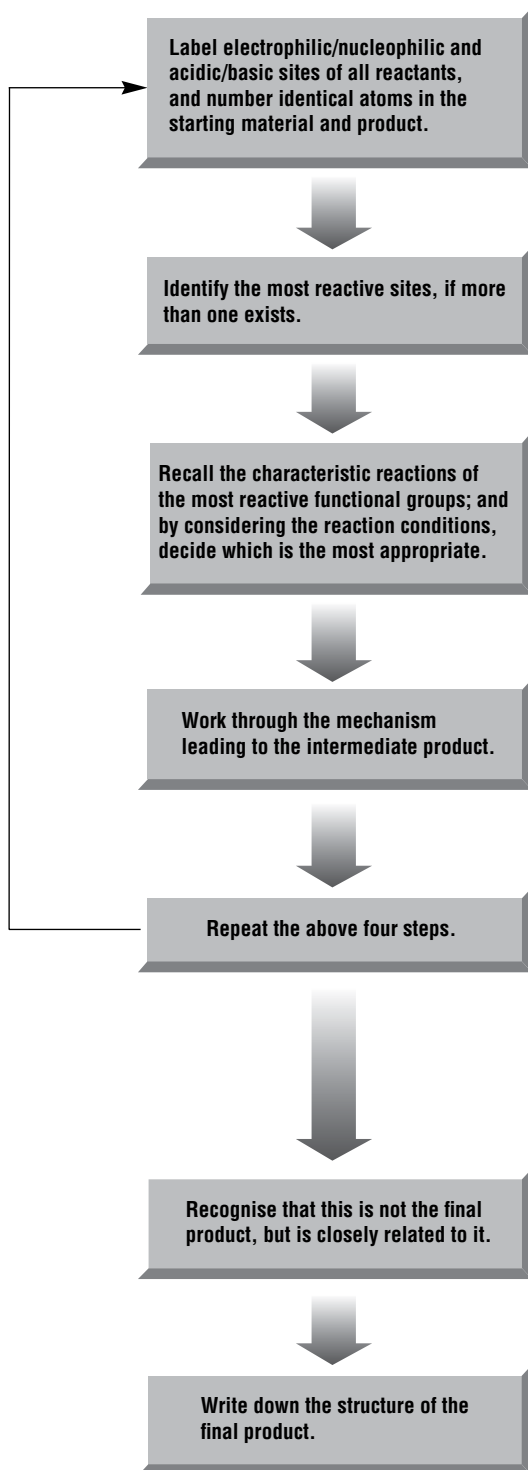 Label electrophilic/nucleophilic and
acidic/basic sites of all reactants,
and number identical atoms in the
starting material and product.
Identify the most reactive sites, if more
than one exists.
Recall the characteristic reactions of
the most reactive functional groups; and
by considering the reaction conditions,
decide which is the most appropriate.
Work through the mechanism
leading to the intermediate product.
Repeat the above four steps.
Recognise that this is not the final
product, but is closely related to it.
Write down the structure of the
final product.